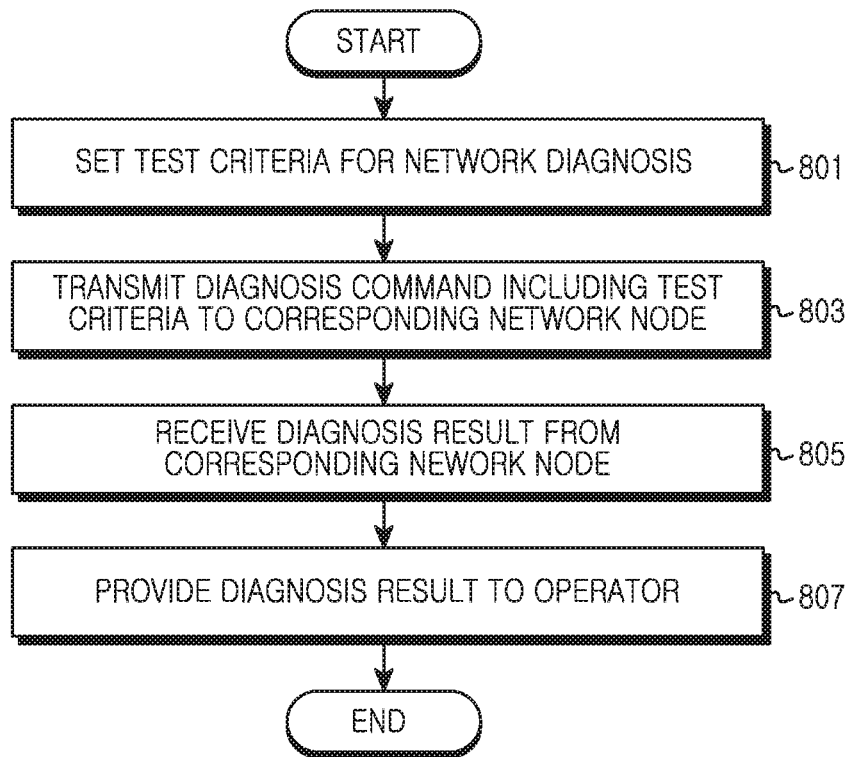 START
SET TEST CRITERIA FOR NETWORK DIAGNOSIS
801
TRANSMIT DIAGNOSIS COMMAND INCLUDING TEST
CRITERIA TO CORRESPONDING NETWORK NODE
803
RECEIVE DIAGNOSIS RESULT FROM
CORRESPONDING NEWORK NODE
805
PROVIDE DIAGNOSIS RESULT TO OPERATOR
807
END